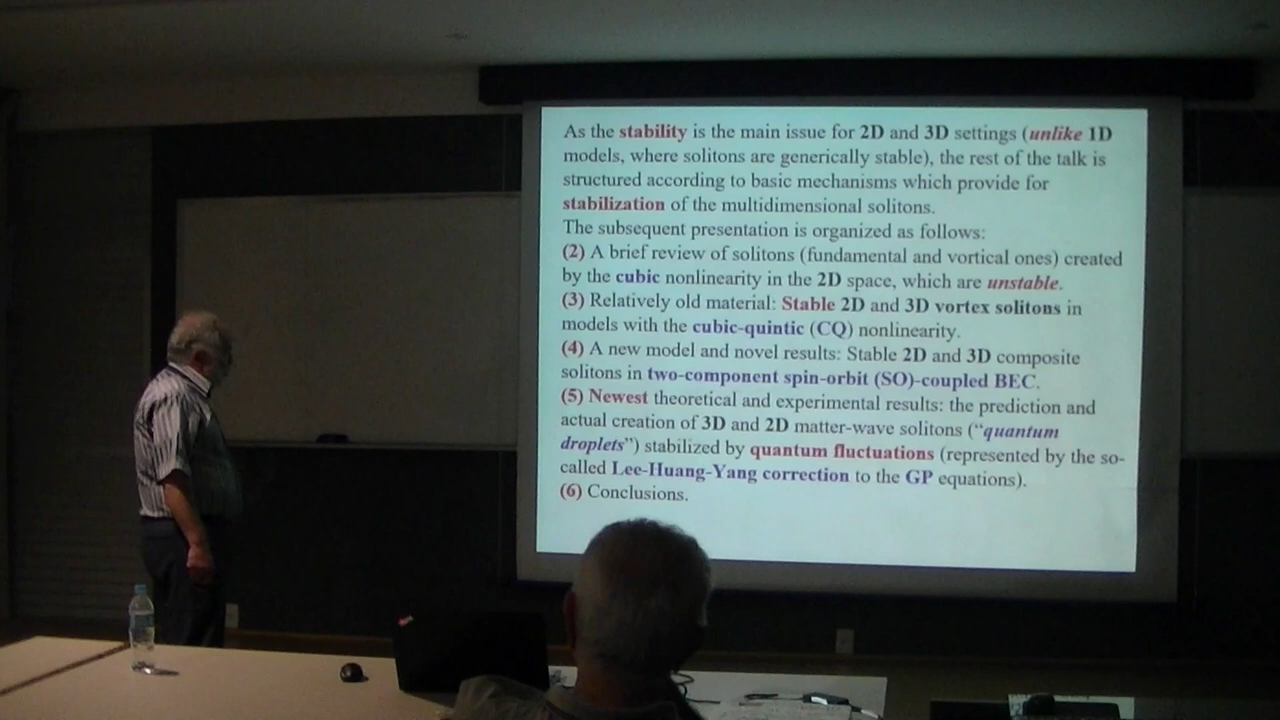 As the stability is the main issue for 2D and 3D settings (unlike 1D
models, where solitons are generically stable), the rest of the talk is
structured according to basic mechanisms which provide for
stabilization of the multidimensional solitons.
The subsequent presentation is organized as follows:
(2) A brief review of solitons (fundamental and vortical ones) created
by the cubic nonlinearity in the 2D space, which are unstable.
(3) Relatively old material: Stable 2D and 3D vortex solitons in
models with the cubic-quintic (CQ) nonlinearity.
(4) A new model and novel results: Stable 2D and 3D composite
solitons in two-component spin-orbit (SO)-coupled BEC.
(5) Newest theoretical and experimental results: the prediction and
actual creation of 3D and 2D matter-wave solitons (“quantum
droplets”) stabilized by quantum fluctuations (represented by the so-
called Lee-Huang-Yang correction to the GP equations).
(6) Conclusions.